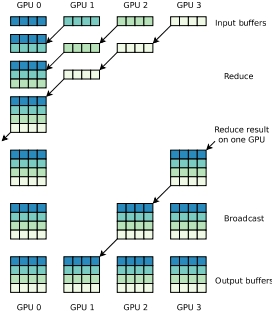 GPU 0 GPU 1 GPU 2 GPU 3
Input buffers
Reduce
Reduce result
on one GPU
Broadcast
Output buffers
GPU 0 GPU 1 GPU 2 GPU 3